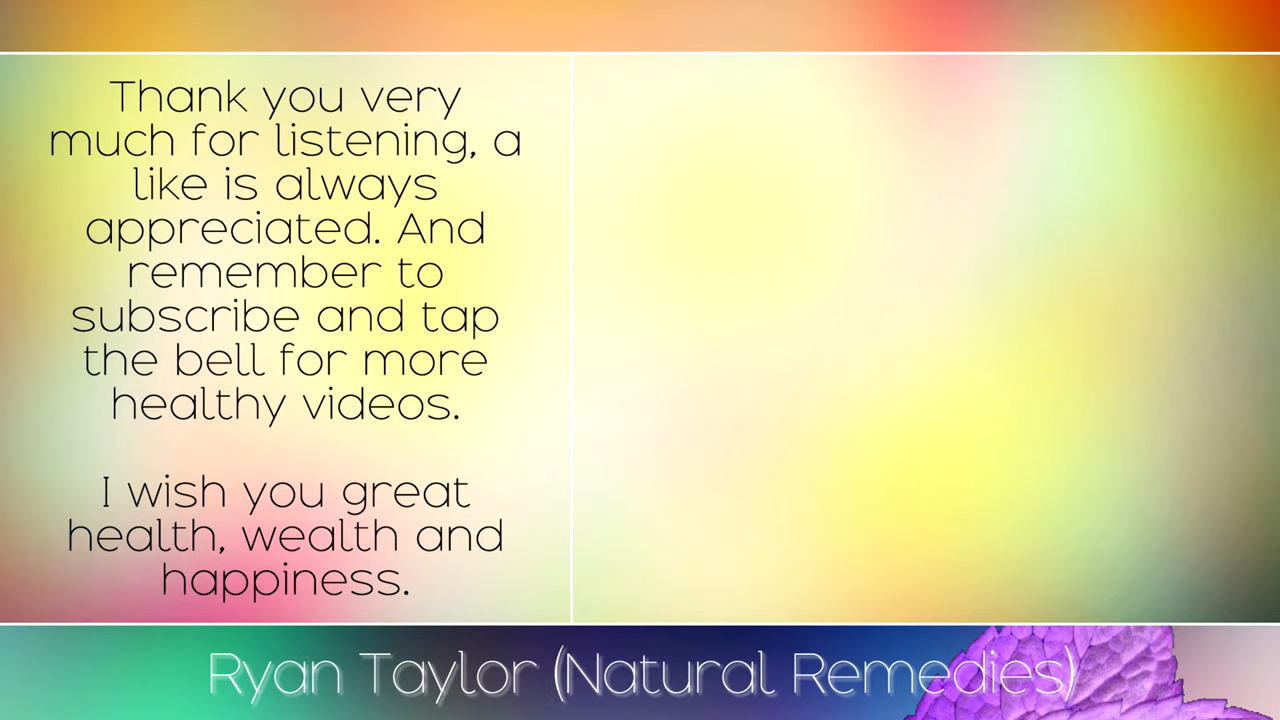 Thank you very
much for listening, a
like is always
appreciated. And
remember to
subscribe and tap
the bell for more
healthy videos.
I wish you great
health, wealth and
happiness.
Ryan Taylor (Natural Remedies)